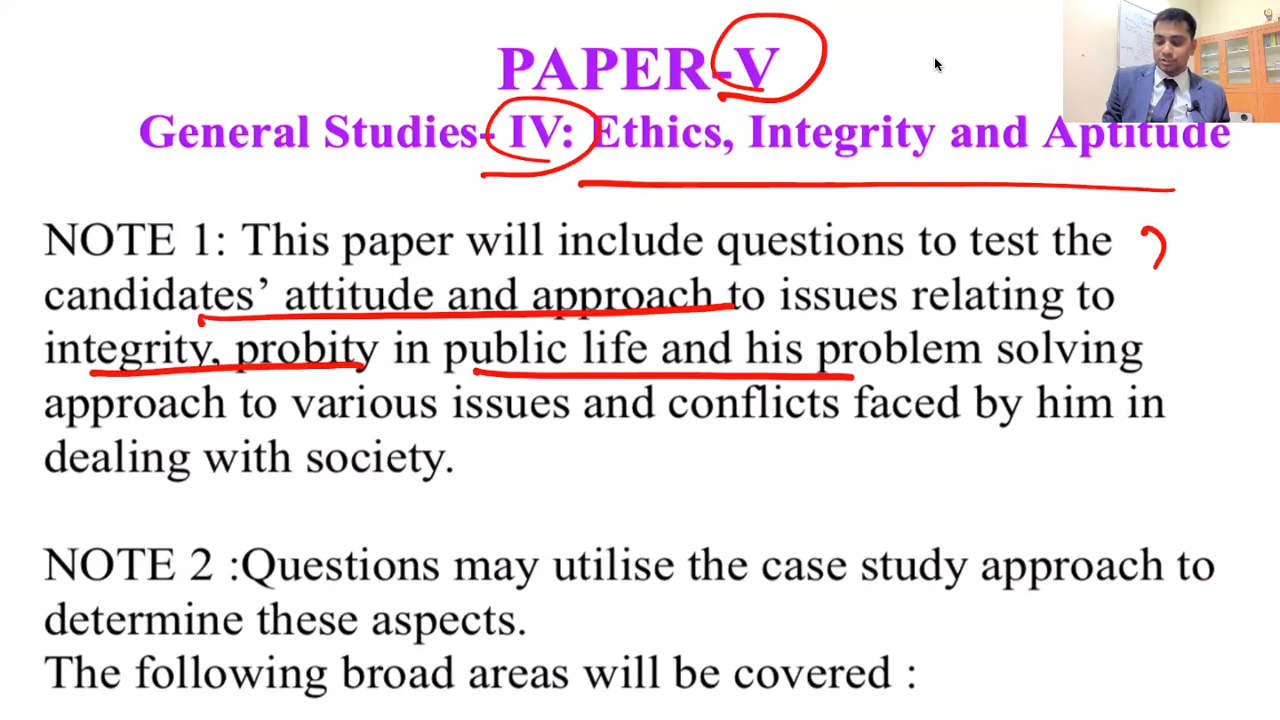 PAPER-V
General Studies- IV: Ethics, Integrity and Aptitude
NOTE 1: This paper will include questions to test the
candidates’ attitude and approach to issues relating to
integrity, probity in public life and his problem solving
approach to various issues and conflicts faced by him in
dealing with society.
NOTE 2 :Questions may utilise the case study approach to
determine these aspects.
The following broad areas will be covered :